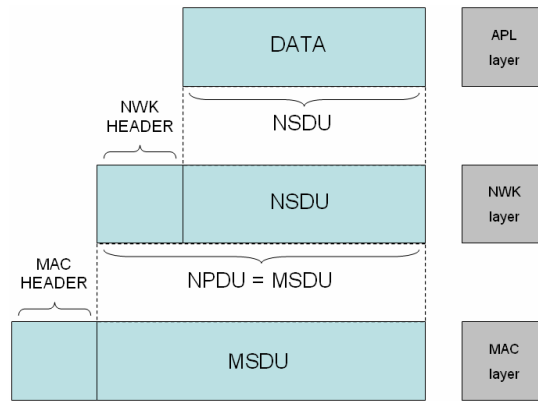 DATA
APL
layer
NWK
HEADER
NSDU
NSDU
NWK
layer
MAC
HEADER
NPDU = MSDU
MSDU
MAC
layer